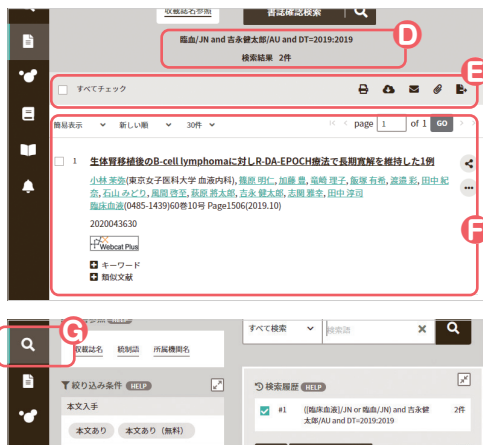 収載誌名参照
書誌確認検索
臨血/JN and 吉永健太郎/AU and DT=2019:2019
検索結果 2件
D
すべてチェック
E
簡易表示 新しい順 30件 page 1 of 1 GO
1 生体腎移植後のB-cell lymphomaに対しR-DA-EPOCH療法で長期寛解を維持した1例
小林 茉弥(東京女子医科大学 血液内科), 篠原 明仁, 加藤 豊, 竜崎 理子, 飯塚 有希, 渡邉 彩, 田中 紀
奈, 石山 みどり, 風間 啓至, 萩原 將太郎, 吉永 健太郎, 志関 雅幸, 田中 淳司
臨床血液(0485-1439)60巻10号 Page1506(2019.10)
2020043630
Webcat Plus
キーワード
類似文献
F
G
収載誌名 統制語 所属機関名
すべて検索 検索語
絞り込み条件 HELP
本文入手
本文あり 本文あり（無料）
検索履歴 HELP
#1 ([臨床血液]/JN or 臨血/JN) and 吉永健 2件
太郎/AU and DT=2019:2019